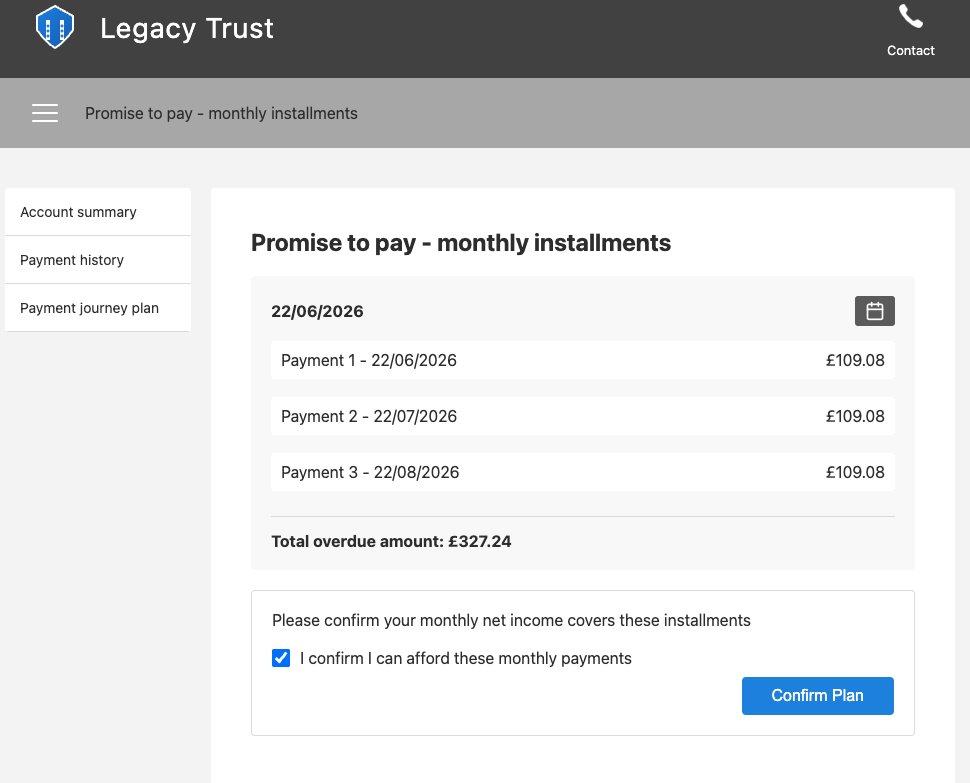 Legacy Trust
Contact
Promise to pay - monthly installments
Account summary
Payment history
Payment journey plan
Promise to pay - monthly installments
22/06/2026
Payment 1 - 22/06/2026 £109.08
Payment 2 - 22/07/2026 £109.08
Payment 3 - 22/08/2026 £109.08
Total overdue amount: £327.24
Please confirm your monthly net income covers these installments
I confirm I can afford these monthly payments
Confirm Plan